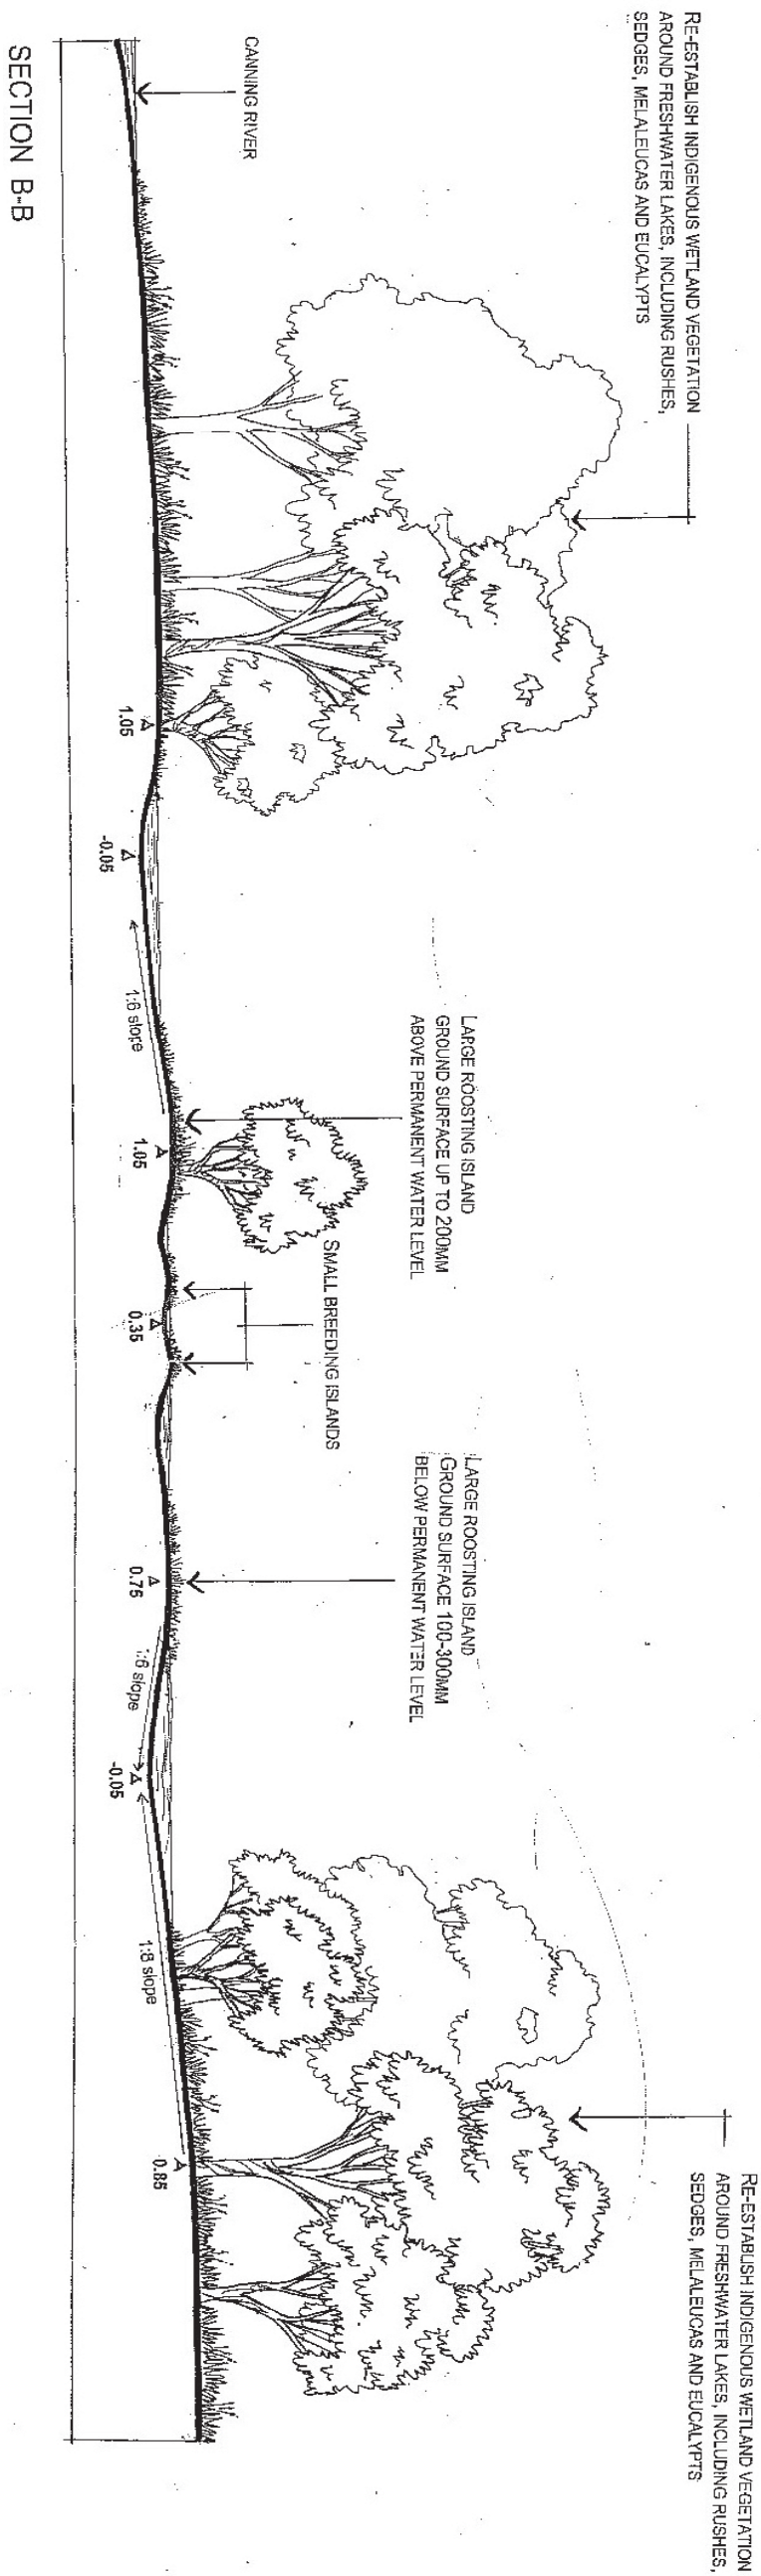 RE-ESTABLISH INDIGENOUS WETLAND VEGETATION
AROUND FRESHWATER LAKES, INCLUDING RUSHES,
SEDGES, MELALEUCAS AND EUCALYPTS
CANNING RIVER
LARGE ROOSTING ISLAND
GROUND SURFACE UP TO 200MM
ABOVE PERMANENT WATER LEVEL
SMALL BREEDING ISLANDS
LARGE ROOSTING ISLAND
GROUND SURFACE 100-300MM
BELOW PERMANENT WATER LEVEL
RE-ESTABLISH INDIGENOUS WETLAND VEGETATION
AROUND FRESHWATER LAKES, INCLUDING RUSHES,
SEDGES, MELALEUCAS AND EUCALYPTS
1.05
-0.05
1:6 slope
1.05
0.35
0.75
1:6 slope
-0.05
1:8 slope
0.85
SECTION B-B